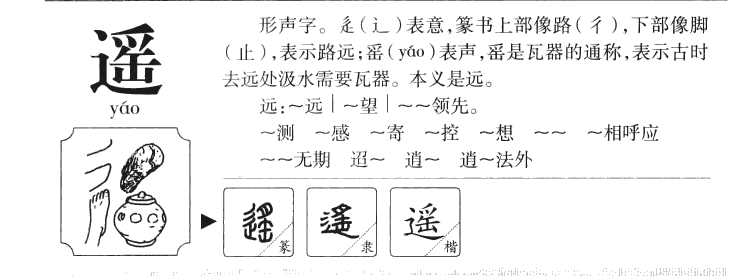 遥
yáo
形声字。辵(辶)表意,篆书上部像路(彳),下部像脚
(止),表示路远;䍃(yáo)表声,䍃是瓦器的通称,表示古时
去远处汲水需要瓦器。本义是远。
远:～远｜～望｜～～领先。
～测 ～感 ～寄 ～控 ～想 ～～ ～相呼应
～～无期 迢～ 逍～ 逍～法外
遥 篆 遥 隶 遥 楷